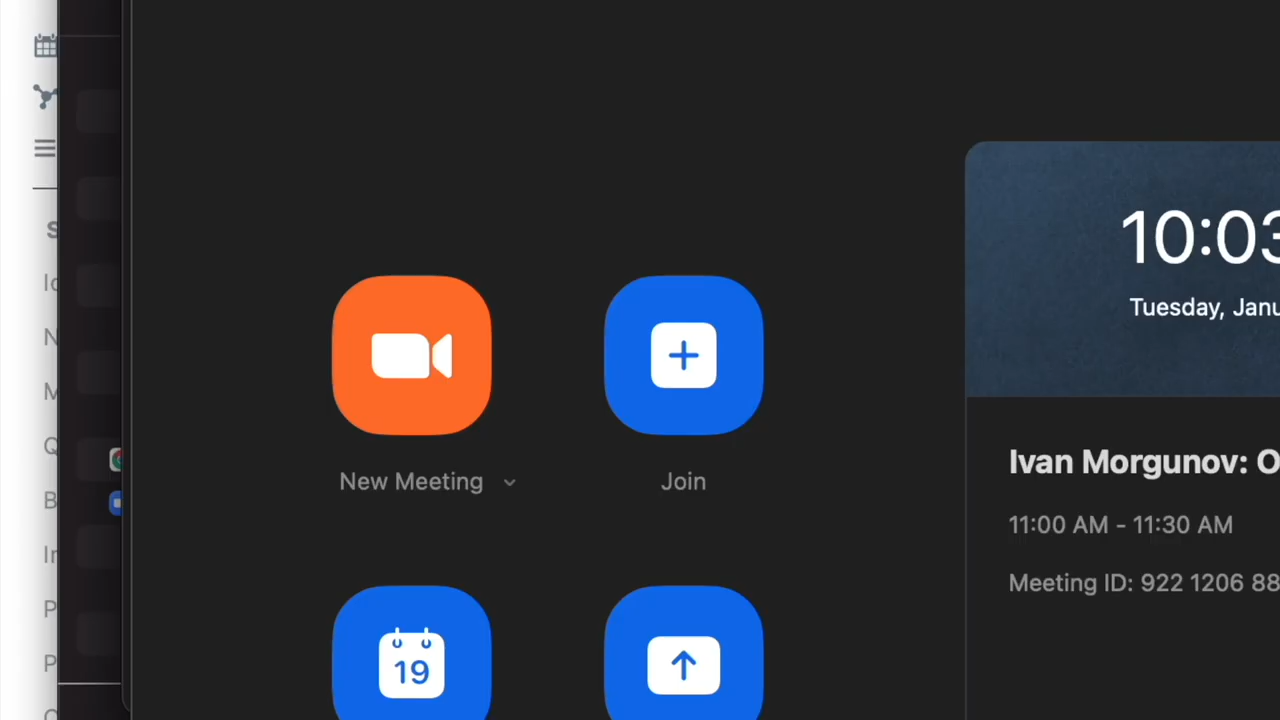 10:03
Tuesday, Janu
New Meeting
Join
Ivan Morgunov: O
11:00 AM - 11:30 AM
Meeting ID: 922 1206 88
19
S
N
M
Q
B
P
P